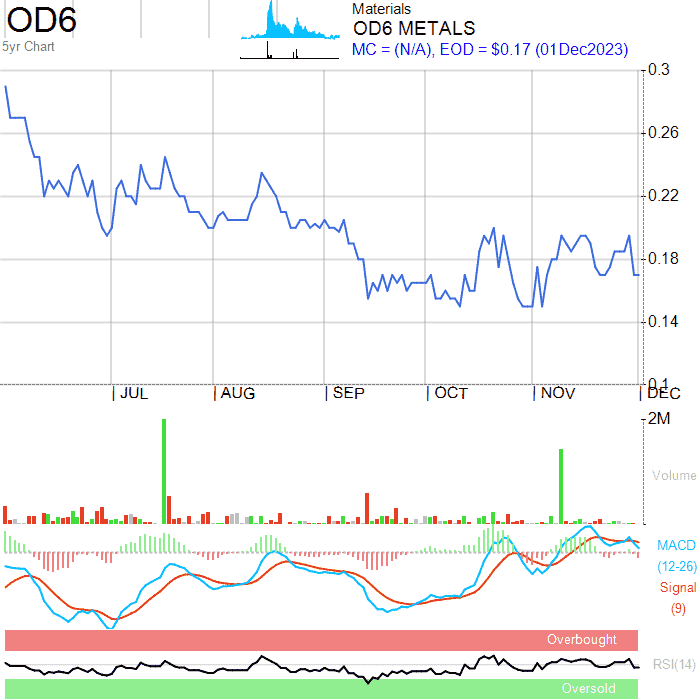 OD6
5yr Chart
Materials
OD6 METALS
MC = (N/A), EOD = $0.17 (01Dec2023)
0.3
0.26
0.22
0.18
0.14
0.1
JUL AUG SEP OCT NOV DEC
2M
Volume
MACD
(12-26)
Signal
(9)
Overbought
RSI(14)
Oversold